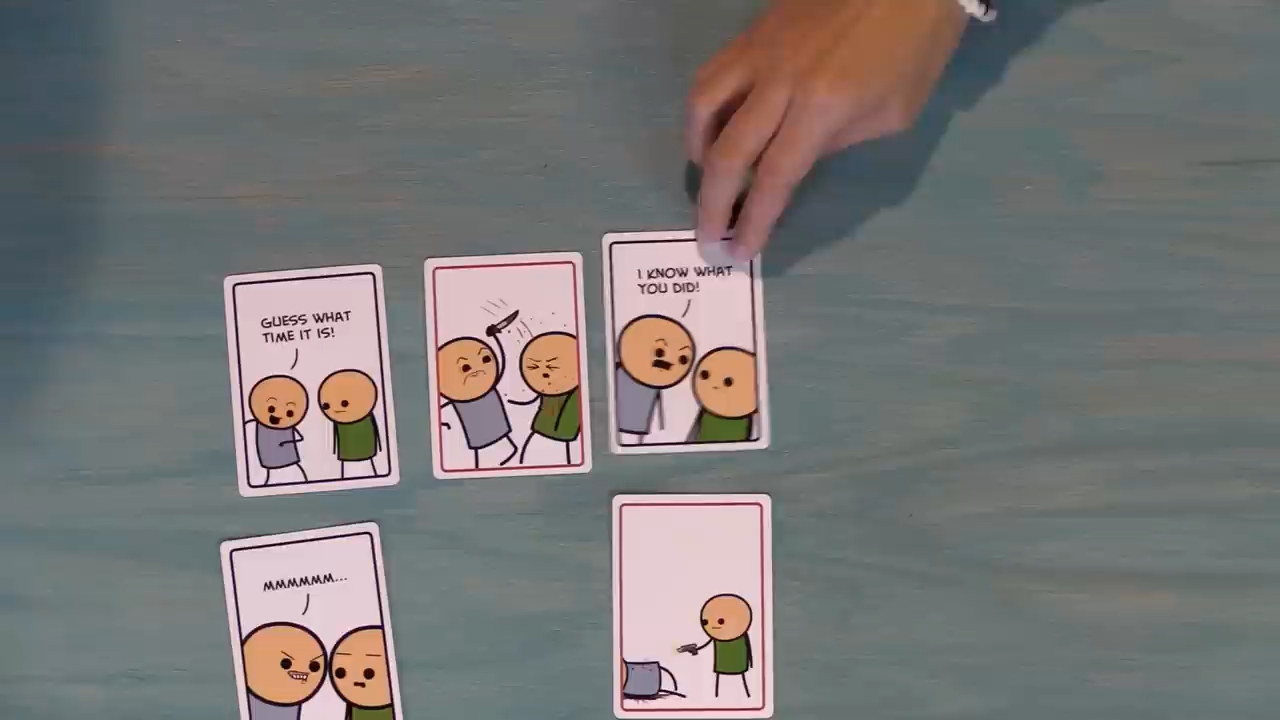 GUESS WHAT
TIME IT IS!
I KNOW WHAT
YOU DID!
MMMMMM...